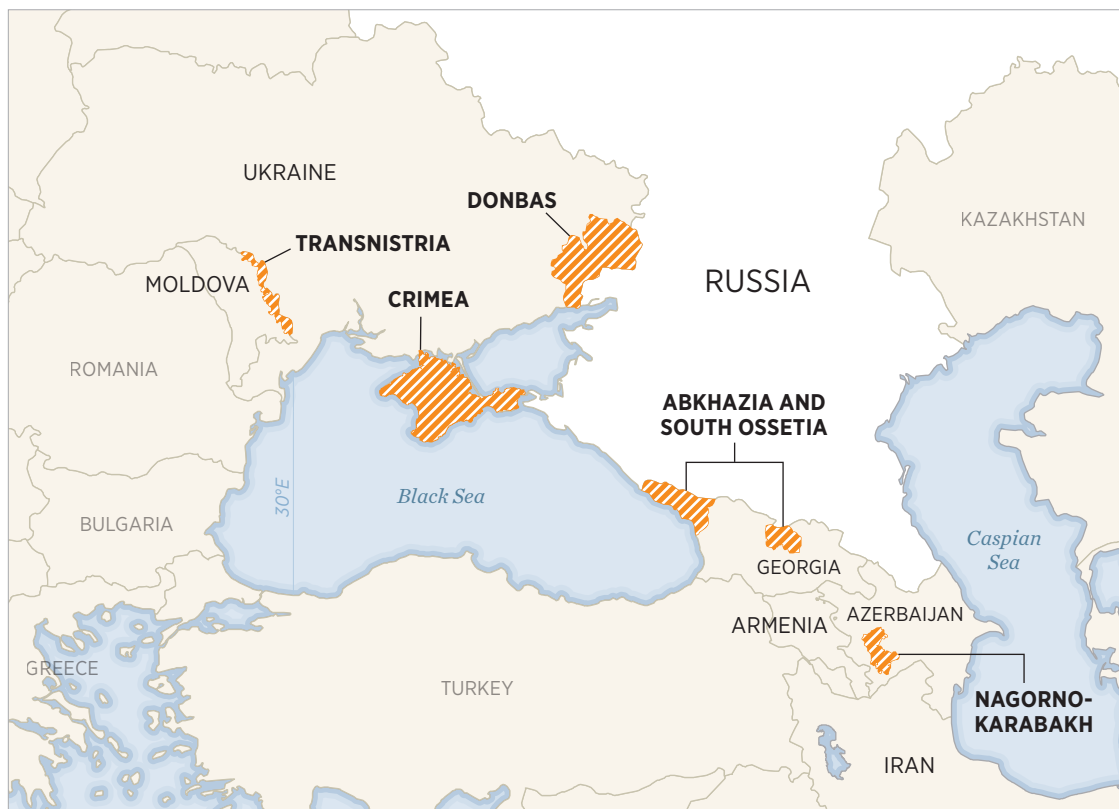 UKRAINE
DONBAS
KAZAKHSTAN
TRANSNISTRIA
MOLDOVA
RUSSIA
CRIMEA
ROMANIA
ABKHAZIA AND
SOUTH OSSETIA
30°E
Black Sea
BULGARIA
Caspian
Sea
GEORGIA
AZERBAIJAN
ARMENIA
GREECE
TURKEY
NAGORNO-
KARABAKH
IRAN